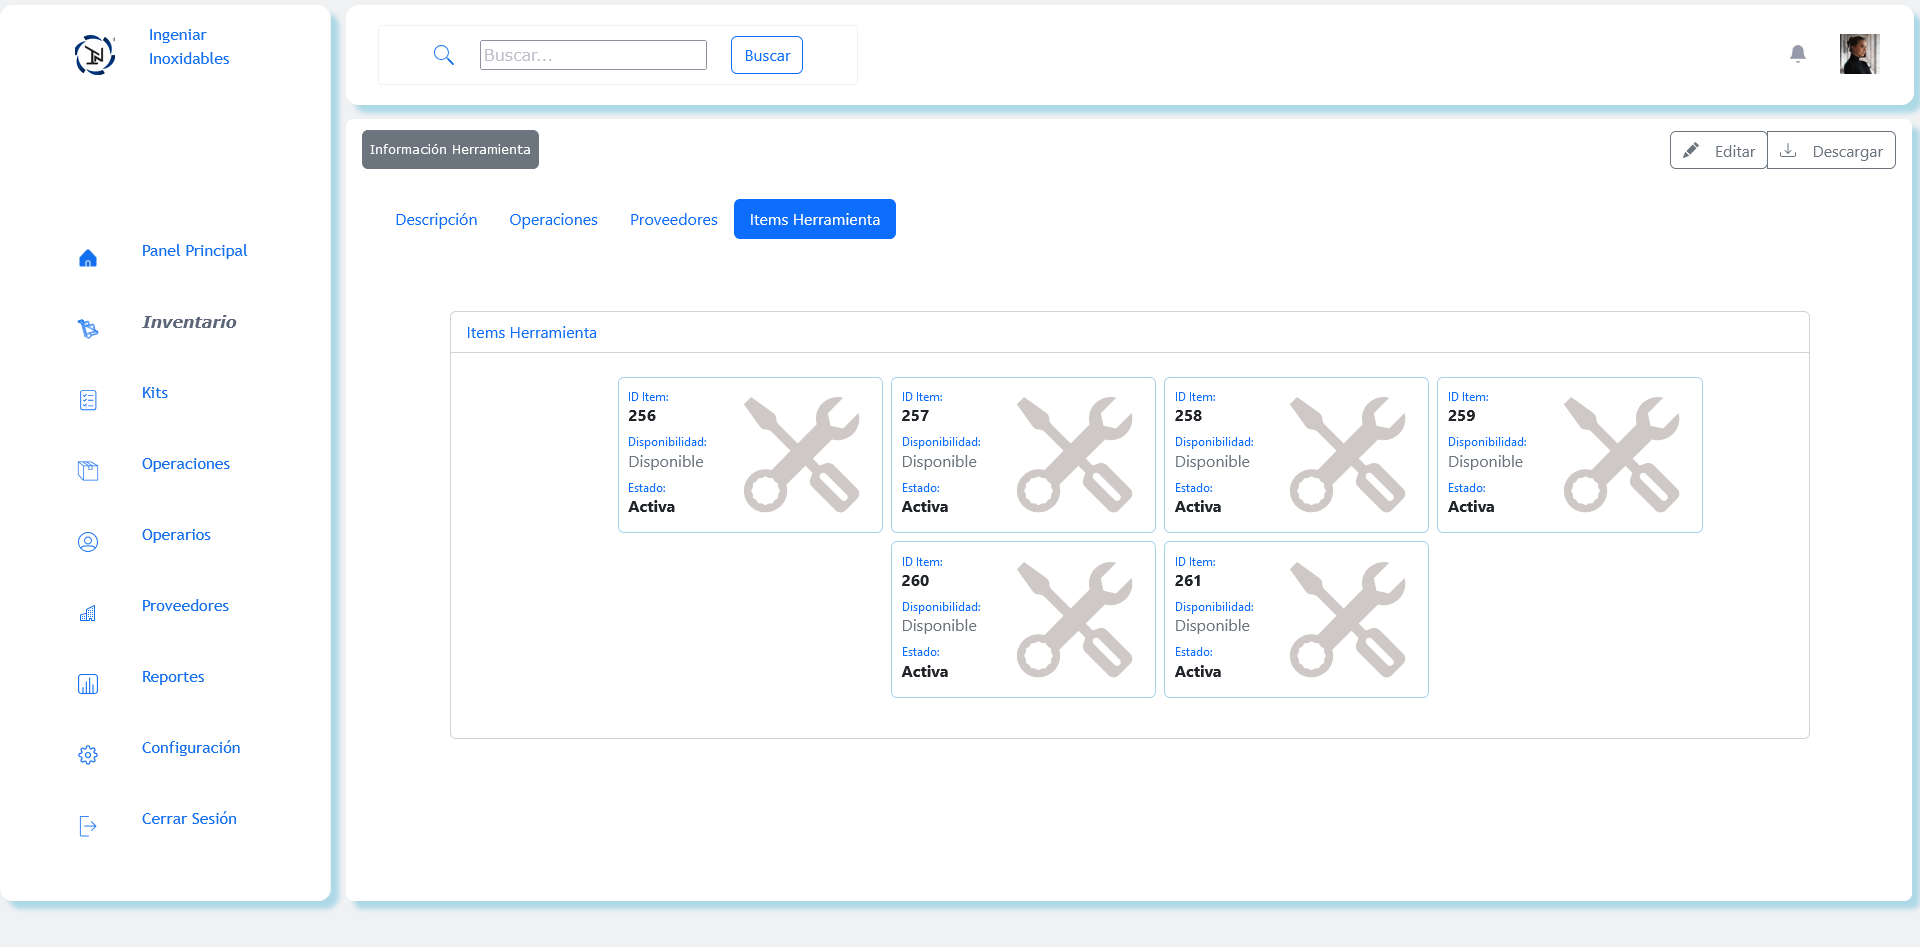 Ingeniar
Inoxidables
Panel Principal
Inventario
Kits
Operaciones
Operarios
Proveedores
Reportes
Configuración
Cerrar Sesión
Buscar...
Buscar
Información Herramienta
Editar
Descargar
Descripción
Operaciones
Proveedores
Items Herramienta
Items Herramienta
ID Item:
256
Disponibilidad:
Disponible
Estado:
Activa
ID Item:
257
Disponibilidad:
Disponible
Estado:
Activa
ID Item:
258
Disponibilidad:
Disponible
Estado:
Activa
ID Item:
259
Disponibilidad:
Disponible
Estado:
Activa
ID Item:
260
Disponibilidad:
Disponible
Estado:
Activa
ID Item:
261
Disponibilidad:
Disponible
Estado:
Activa